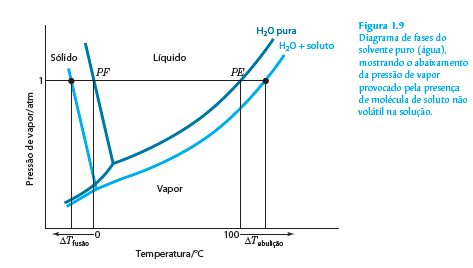 Figura 1.9
Diagrama de fases do
solvente puro (água),
mostrando o abaixamento
da pressão de vapor
provocado pela presença
de molécula de soluto não
volátil na solução.
H₂O pura
H₂O + soluto
Sólido
Líquido
PF
PE
1
Pressão de vapor/atm
Vapor
0
100
ΔTfusão
ΔTebulição
Temperatura/°C